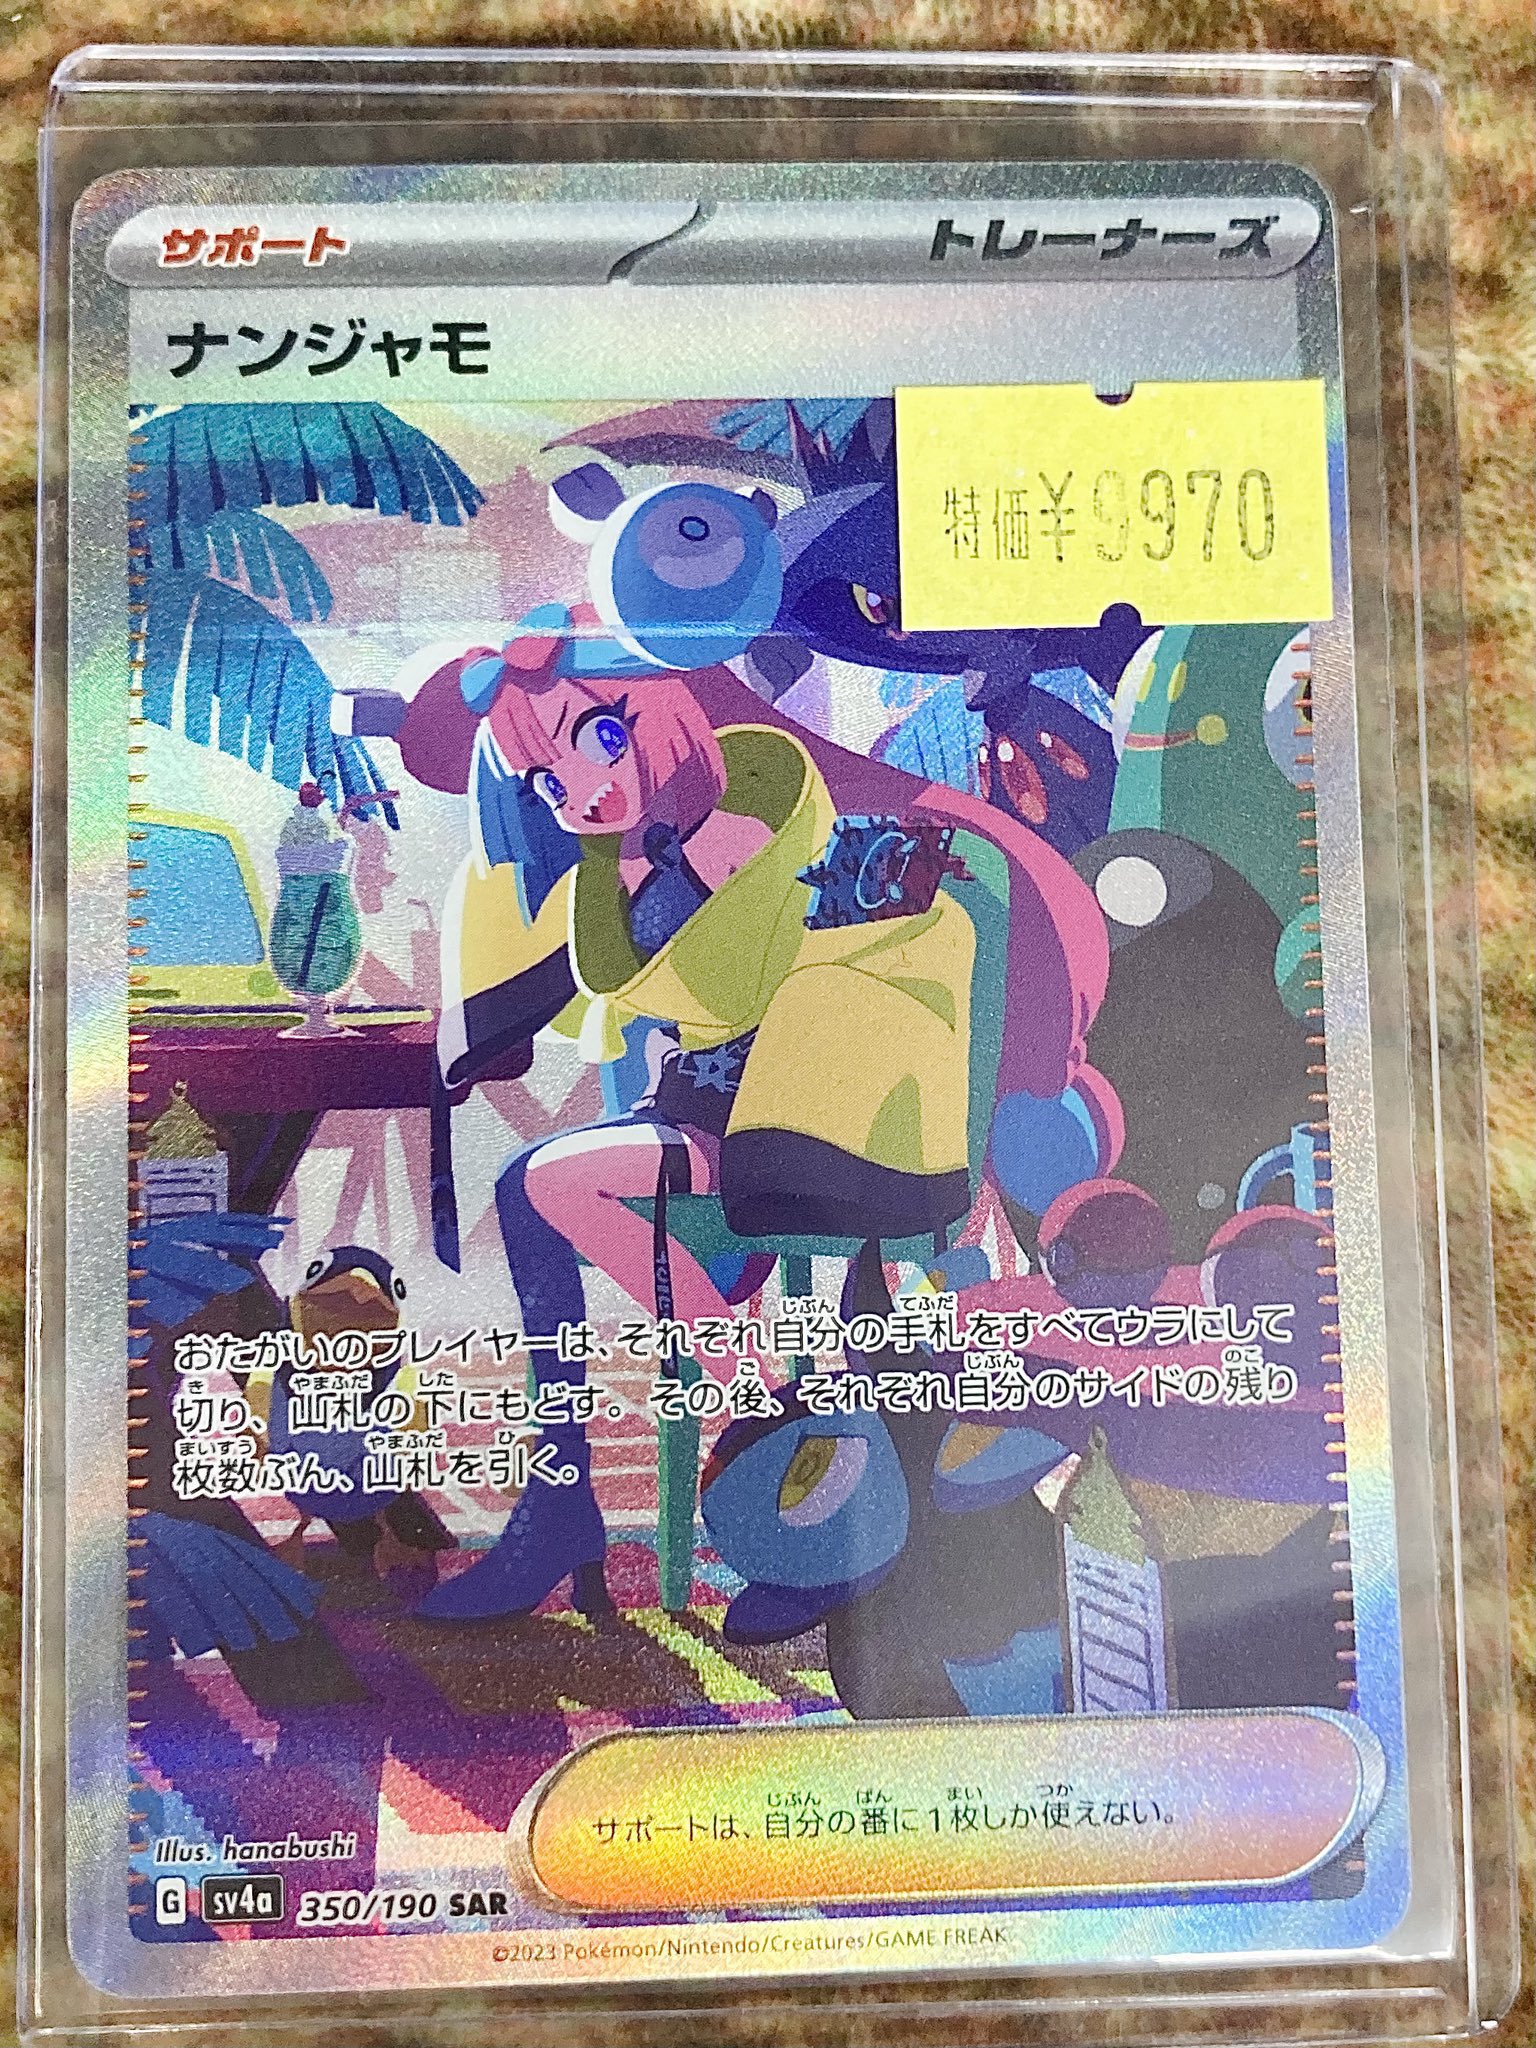 サポート
トレーナーズ
ナンジャモ
特価¥9970
おたがいのプレイヤーは、それぞれ自分の手札をすべてウラにして
切り、山札の下にもどす。その後、それぞれ自分のサイドの残り
枚数ぶん、山札を引く。
サポートは、自分の番に1枚しか使えない。
Illus. hanabushi
G sv4a 350/190 SAR
©2023 Pokémon/Nintendo/Creatures/GAME FREAK.